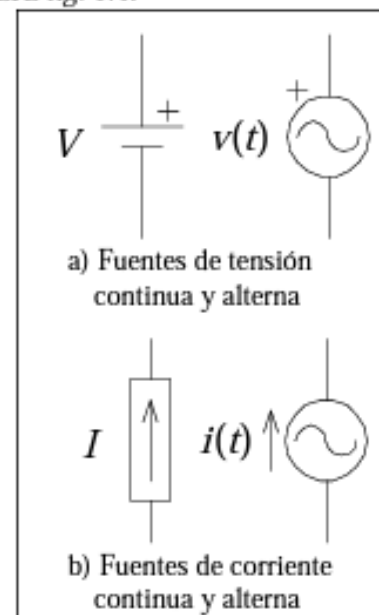 + +
V v(t)
a) Fuentes de tensión
continua y alterna
I i(t)
b) Fuentes de corriente
continua y alterna